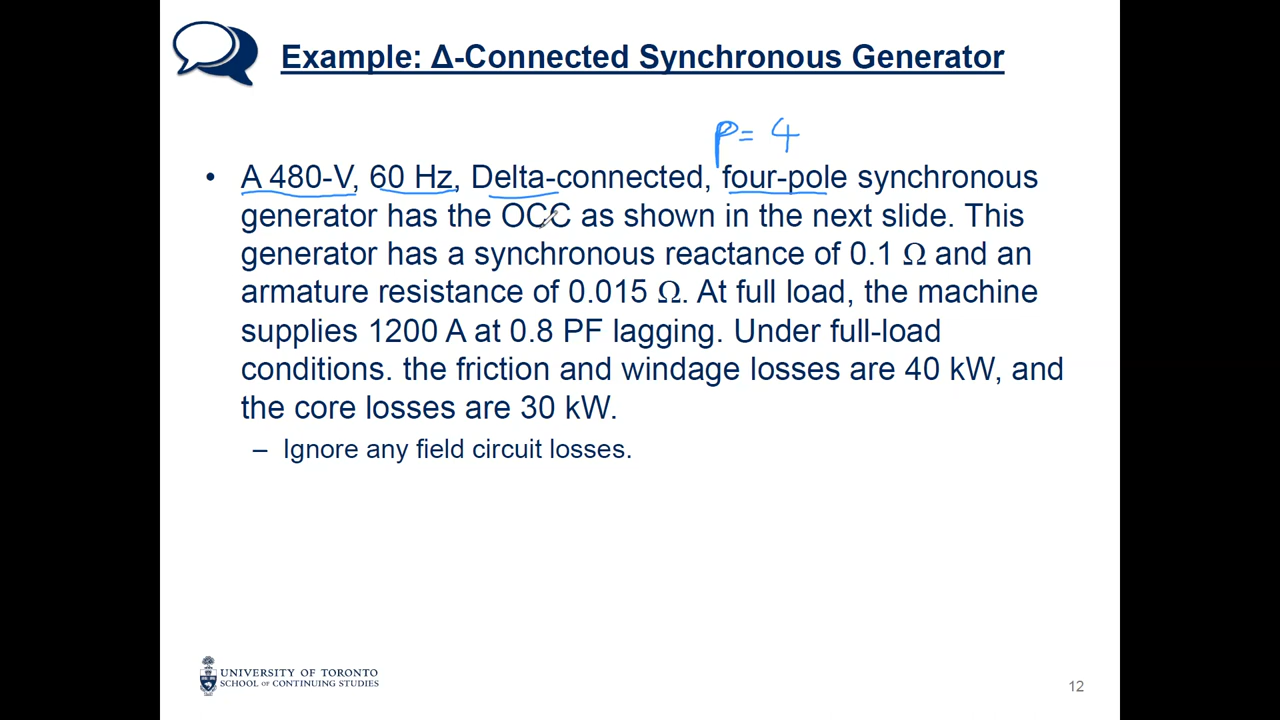 Example: Δ-Connected Synchronous Generator
p= 4
• A 480-V, 60 Hz, Delta-connected, four-pole synchronous
generator has the OCC as shown in the next slide. This
generator has a synchronous reactance of 0.1 Ω and an
armature resistance of 0.015 Ω. At full load, the machine
supplies 1200 A at 0.8 PF lagging. Under full-load
conditions. the friction and windage losses are 40 kW, and
the core losses are 30 kW.
– Ignore any field circuit losses.
UNIVERSITY OF TORONTO
SCHOOL OF CONTINUING STUDIES
12